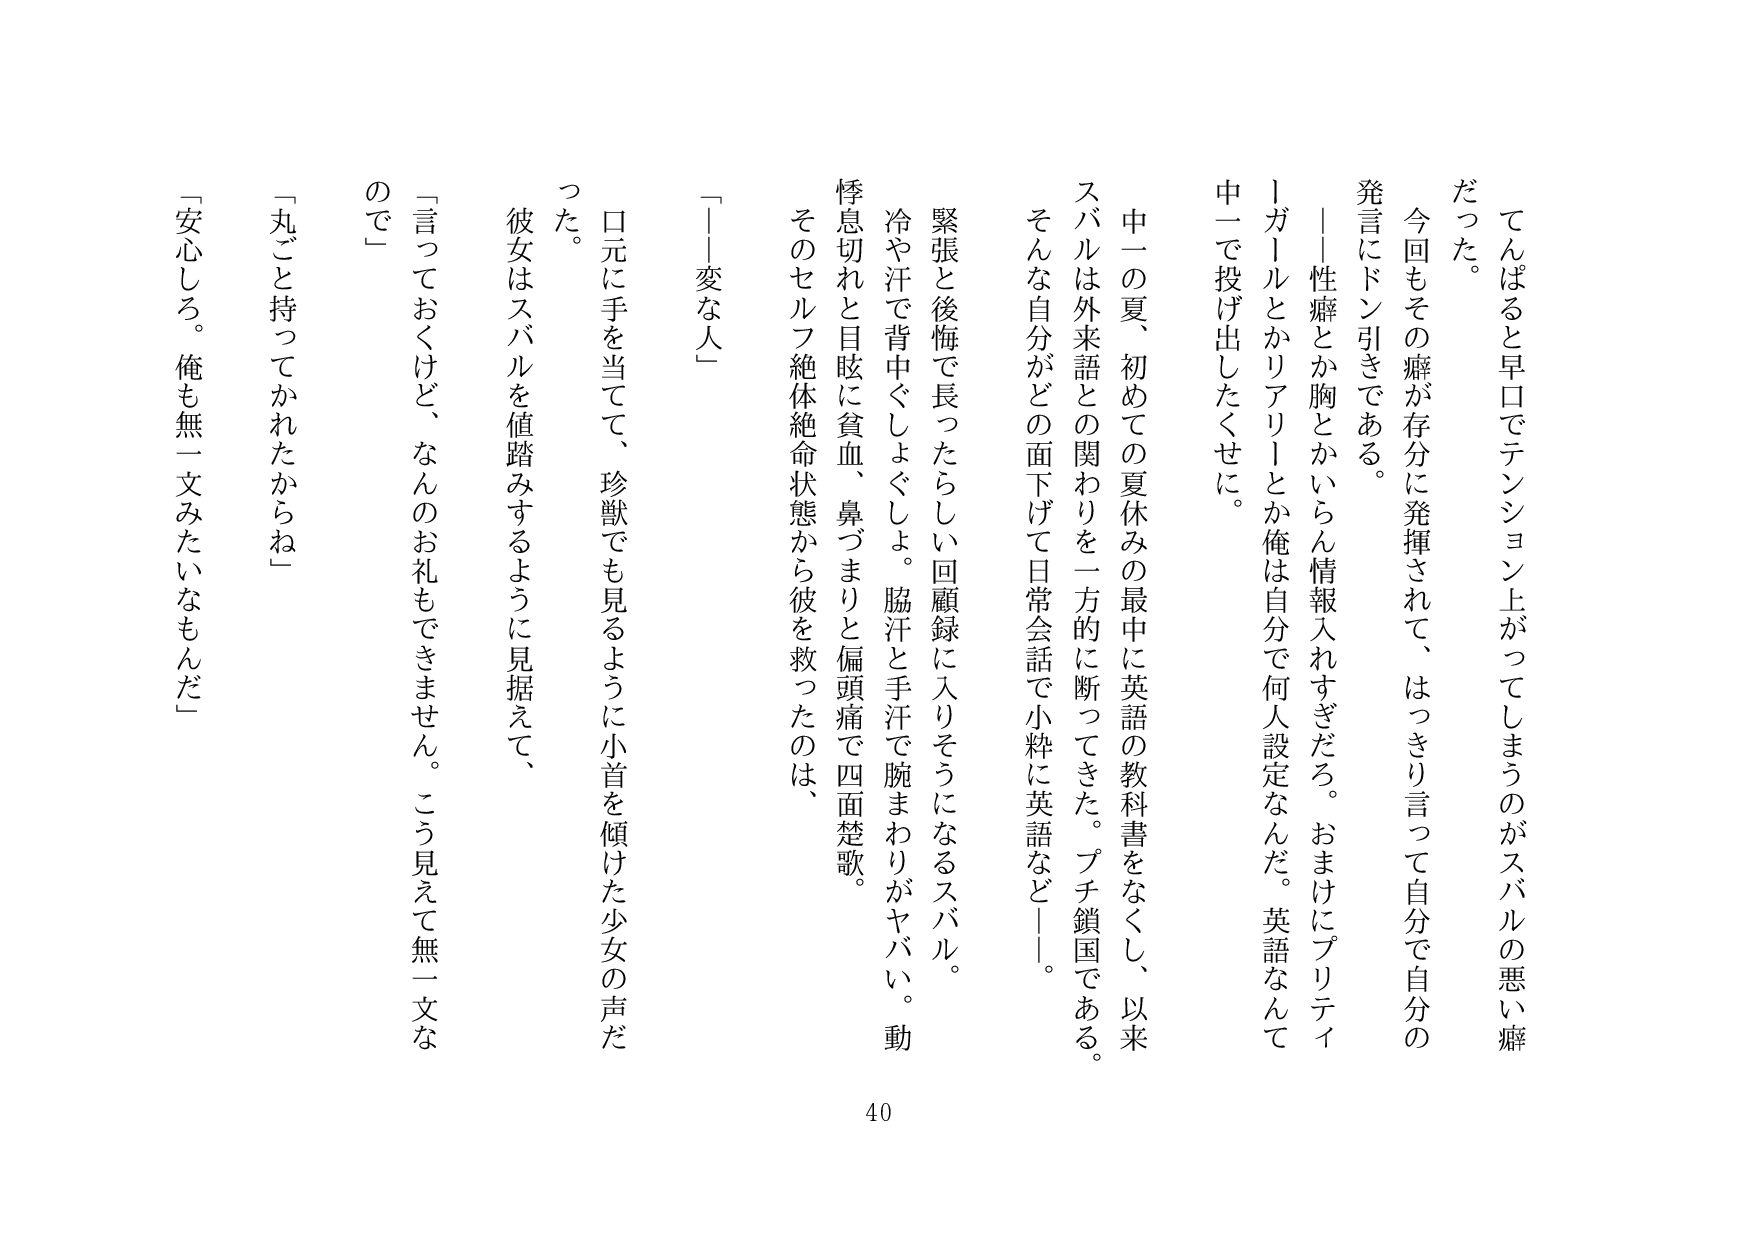 てんぱると早口でテンション上がってしまうのがスバルの悪い癖
だった。
今回もその癖が存分に発揮されて、はっきり言って自分で自分の
発言にドン引きである。
――性癖とか胸とかいらん情報入れすぎだろ。おまけにプリティ
ーガールとかリアリーとか俺は自分で何人設定なんだ。英語なんて
中一で投げ出したくせに。
中一の夏、初めての夏休みの最中に英語の教科書をなくし、以来
スバルは外来語との関わりを一方的に断ってきた。プチ鎖国である。
そんな自分がどの面下げて日常会話で小粋に英語など――。
緊張と後悔で長ったらしい回顧録に入りそうになるスバル。
冷や汗で背中ぐしょぐしょ。脇汗と手汗で腕まわりがヤバい。動
悸息切れと目眩に貧血、鼻づまりと偏頭痛で四面楚歌。
そのセルフ絶体絶命状態から彼を救ったのは、
「――変な人」
口元に手を当てて、珍獣でも見るように小首を傾けた少女の声だ
った。
彼女はスバルを値踏みするように見据えて、
「言っておくけど、なんのお礼もできません。こう見えて無一文な
ので」
「丸ごと持ってかれたからね」
「安心しろ。俺も無一文みたいなもんだ」
40